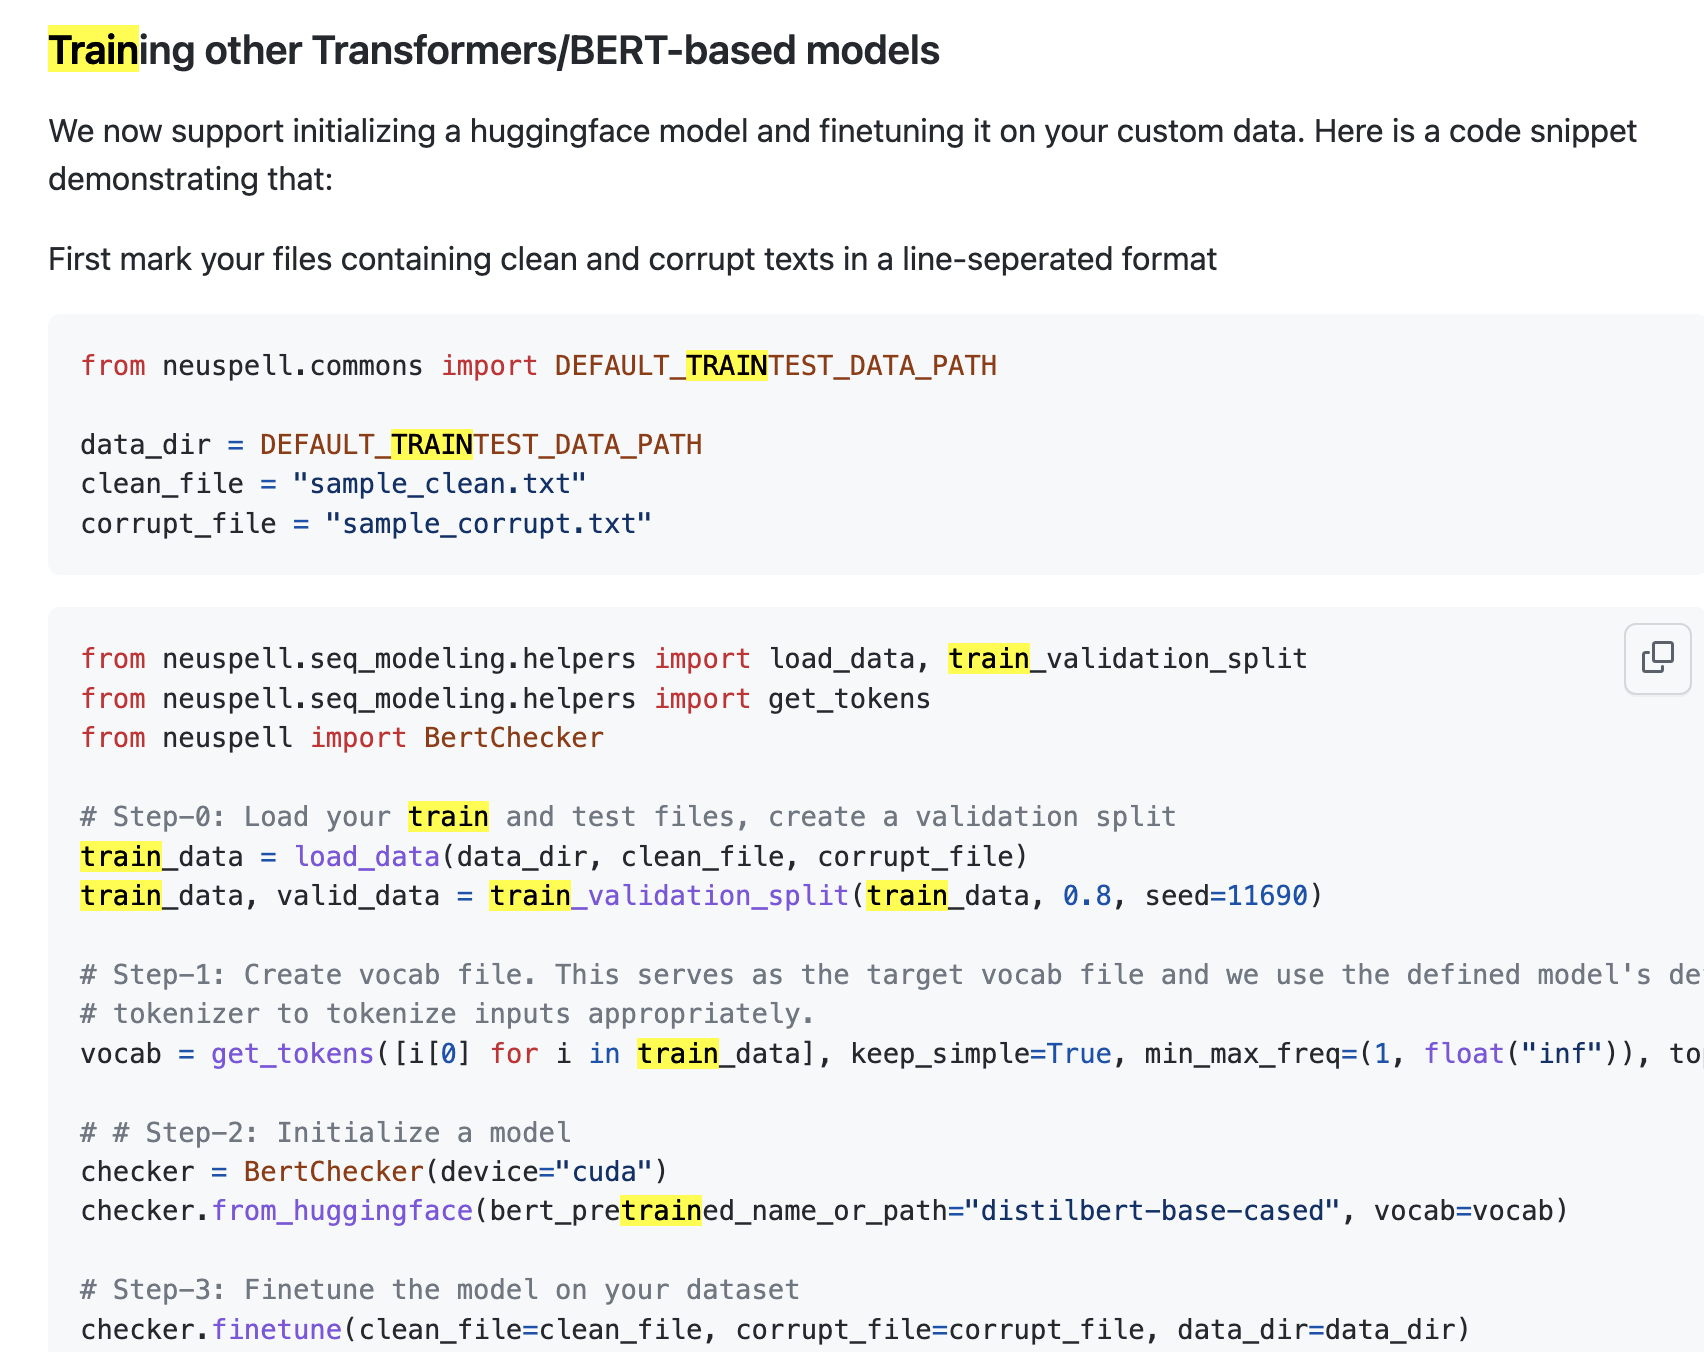 Training other Transformers/BERT-based models
We now support initializing a huggingface model and finetuning it on your custom data. Here is a code snippet
demonstrating that:
First mark your files containing clean and corrupt texts in a line-seperated format
from neuspell.commons import DEFAULT_TRAINTEST_DATA_PATH
data_dir = DEFAULT_TRAINTEST_DATA_PATH
clean_file = "sample_clean.txt"
corrupt_file = "sample_corrupt.txt"
from neuspell.seq_modeling.helpers import load_data, train_validation_split
from neuspell.seq_modeling.helpers import get_tokens
from neuspell import BertChecker
# Step-0: Load your train and test files, create a validation split
train_data = load_data(data_dir, clean_file, corrupt_file)
train_data, valid_data = train_validation_split(train_data, 0.8, seed=11690)
# Step-1: Create vocab file. This serves as the target vocab file and we use the defined model's
# tokenizer to tokenize inputs appropriately.
vocab = get_tokens([i[0] for i in train_data], keep_simple=True, min_max_freq=(1, float("inf")),
# # Step-2: Initialize a model
checker = BertChecker(device="cuda")
checker.from_huggingface(bert_pretrained_name_or_path="distilbert-base-cased", vocab=vocab)
# Step-3: Finetune the model on your dataset
checker.finetune(clean_file=clean_file, corrupt_file=corrupt_file, data_dir=data_dir)